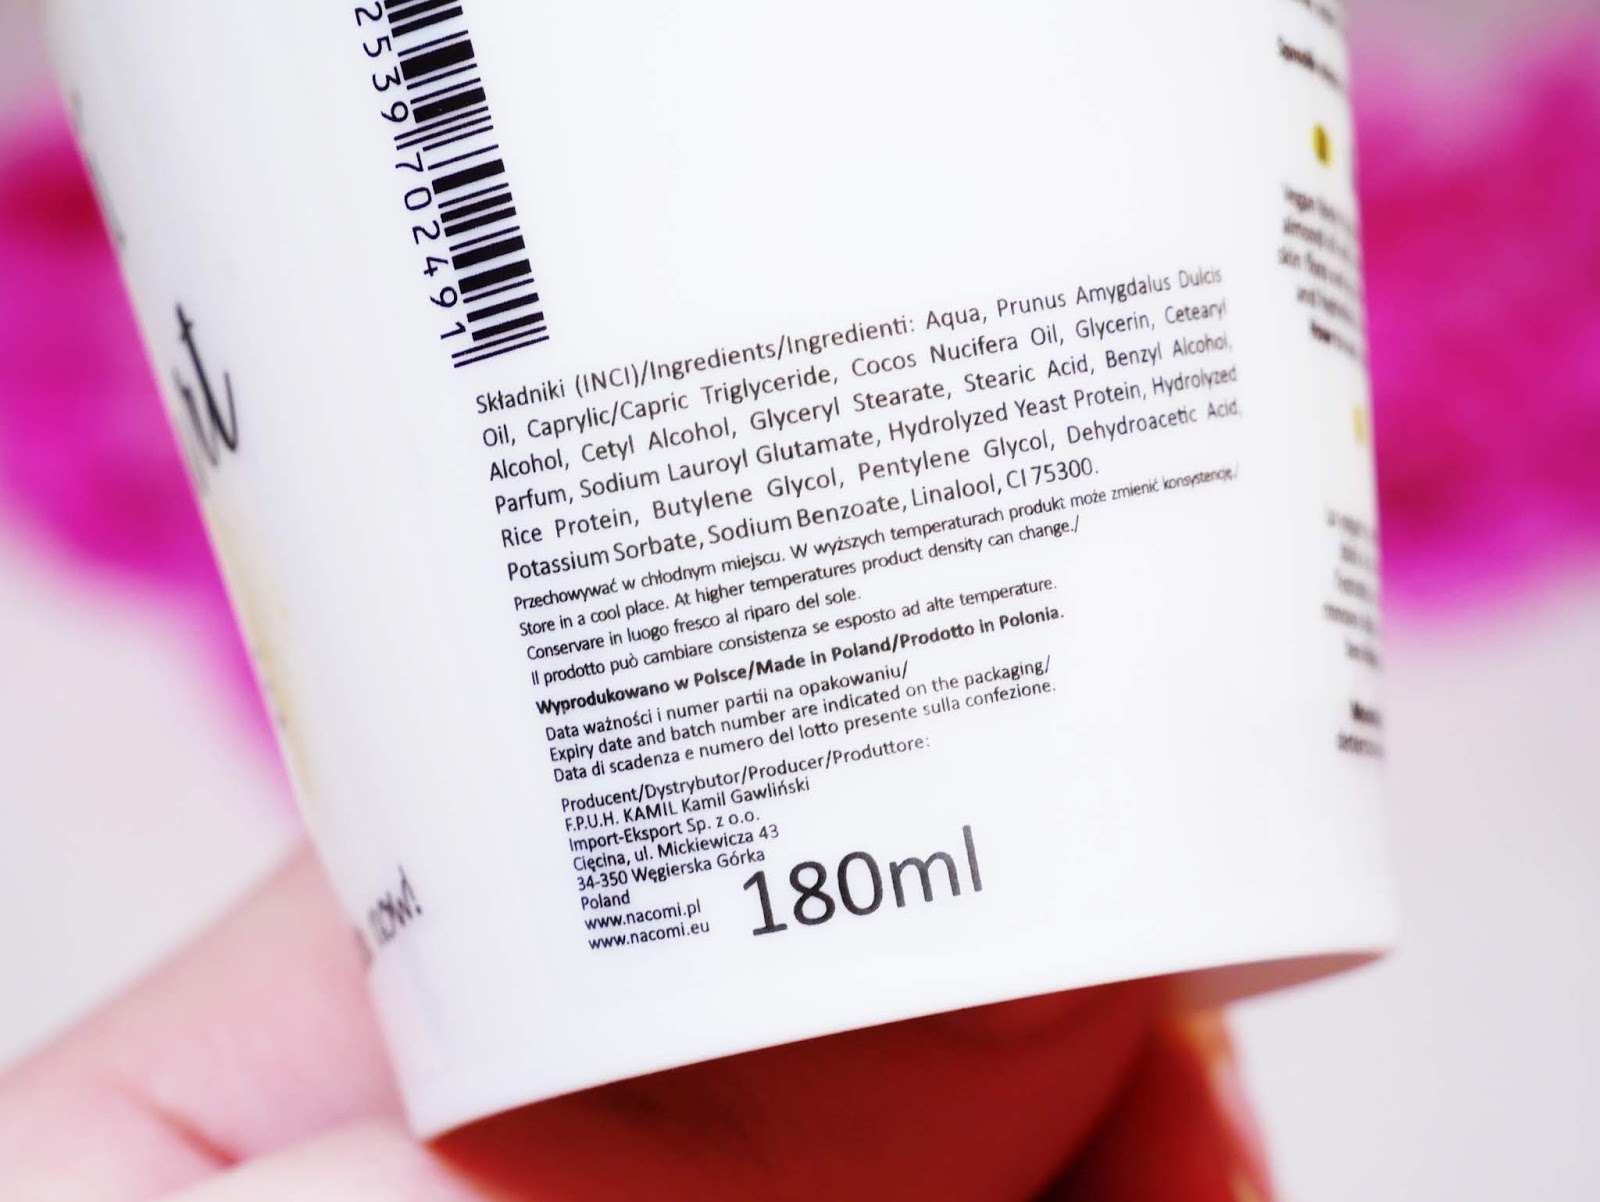 2539 702491
Składniki (INCI)/Ingredients/Ingredienti: Aqua, Prunus Amygdalus Dulcis
Oil, Caprylic/Capric Triglyceride, Cocos Nucifera Oil, Glycerin, Cetearyl
Alcohol, Cetyl Alcohol, Glyceryl Stearate, Stearic Acid, Benzyl Alcohol,
Parfum, Sodium Lauroyl Glutamate, Hydrolyzed Yeast Protein, Hydrolyzed
Rice Protein, Butylene Glycol, Pentylene Glycol, Dehydroacetic Acid,
Potassium Sorbate, Sodium Benzoate, Linalool, CI 75300.
Przechowywać w chłodnym miejscu. W wyższych temperaturach produkt może zmienić konsystencję./
Store in a cool place. At higher temperatures product density can change./
Conservare in luogo fresco al riparo del sole.
Il prodotto può cambiare consistenza se esposto ad alte temperature.
Wyprodukowano w Polsce/Made in Poland/Prodotto in Polonia.
Data ważności i numer partii na opakowaniu/
Expiry date and batch number are indicated on the packaging/
Data di scadenza e numero del lotto presente sulla confezione.
Producent/Dystrybutor/Producer/Produttore:
F.P.U.H. KAMIL Kamil Gawliński
Import-Eksport Sp. z o.o.
Cięcina, ul. Mickiewicza 43
34-350 Węgierska Górka
Poland
www.nacomi.pl
www.nacomi.eu
180ml